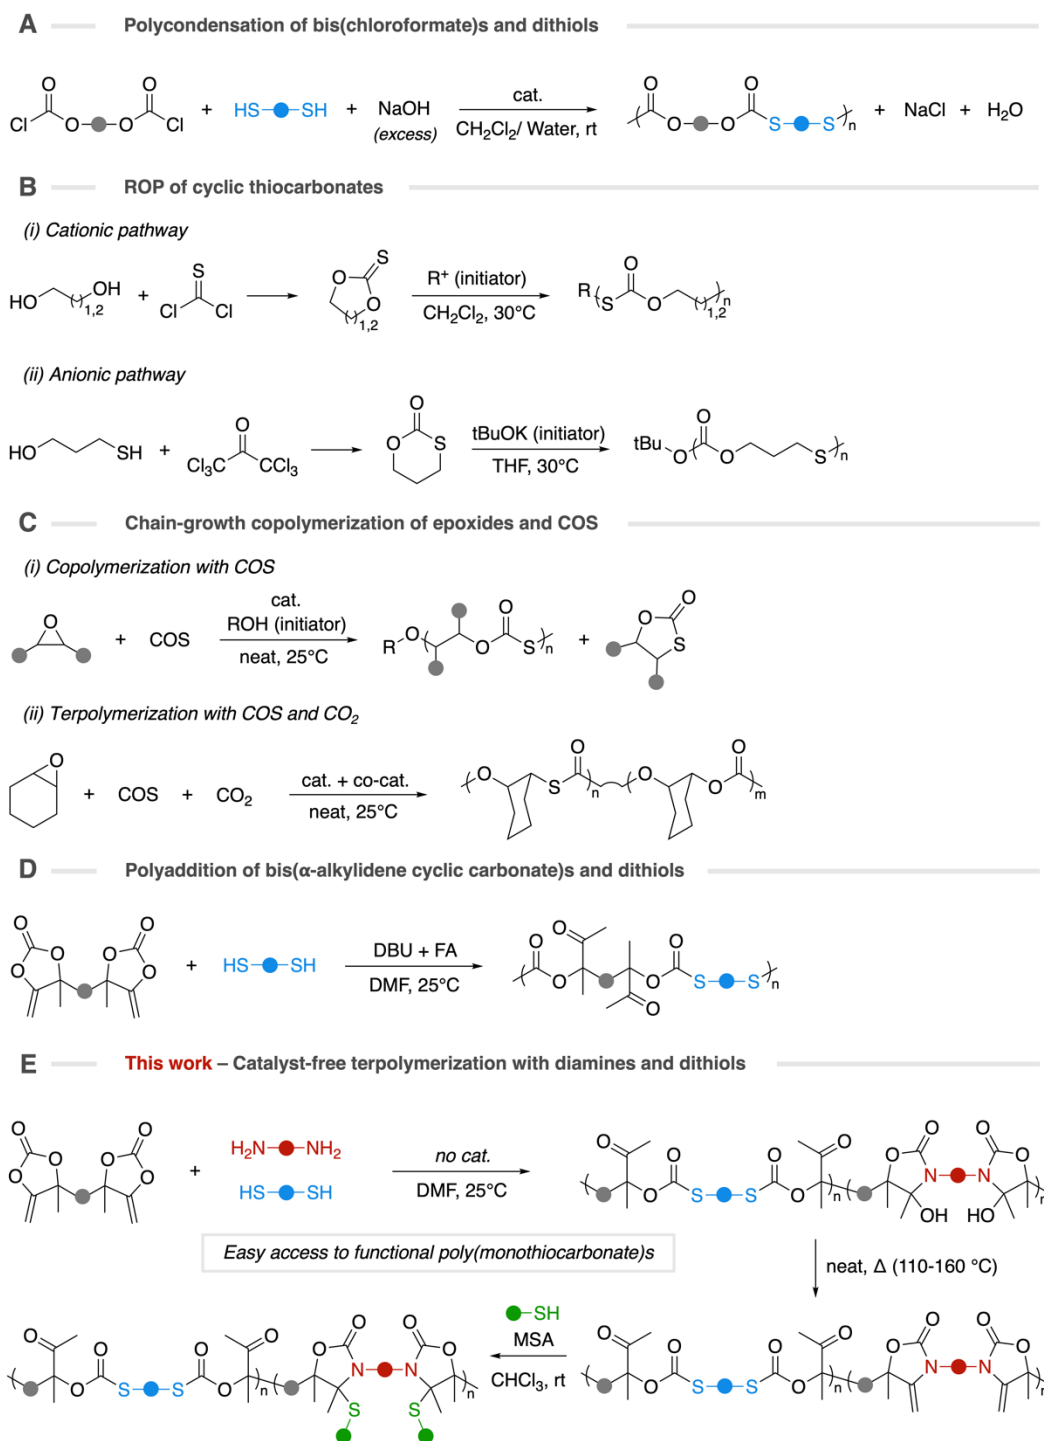 A Polycondensation of bis(chloroformate)s and dithiols
O O O O
Cl O O Cl + HS SH + NaOH cat. O O S S n + NaCl + H2O
(excess) CH2Cl2/ Water, rt
B ROP of cyclic thiocarbonates
(i) Cationic pathway
HO OH 1,2 + S Cl Cl O S O 1,2 R+ (initiator) R S O O 1,2 n
CH2Cl2, 30°C
(ii) Anionic pathway
HO SH + O Cl3C CCl3 O O S tBuOK (initiator) tBu O O O S n
THF, 30°C
C Chain-growth copolymerization of epoxides and COS
(i) Copolymerization with COS
cat.
O + COS ROH (initiator) R O O O S n + O O S
neat, 25°C
(ii) Terpolymerization with COS and CO2
O + COS + CO2 cat. + co-cat. O S O n O O O m
neat, 25°C
D Polyaddition of bis(α-alkylidene cyclic carbonate)s and dithiols
O O O O O O + HS SH DBU + FA O O O O O O S S n
DMF, 25°C
E This work – Catalyst-free terpolymerization with diamines and dithiols
O O O O O O + H2N NH2 no cat. O O O S S O O O n O O N N O O n
HS SH DMF, 25°C OH HO
Easy access to functional poly(monothiocarbonate)s
neat, Δ (110-160 °C)
SH
MSA
CHCl3, rt
O O O S S O O O n O O N N O O n
S S
O O O S S O O O n O O N N O O n